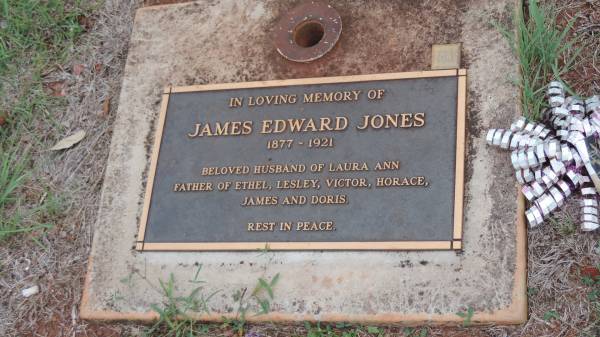 IN LOVING MEMORY OF
JAMES EDWARD JONES
1877 - 1921
BELOVED HUSBAND OF LAURA ANN
FATHER OF ETHEL, LESLEY, VICTOR, HORACE,
JAMES AND DORIS.
REST IN PEACE.